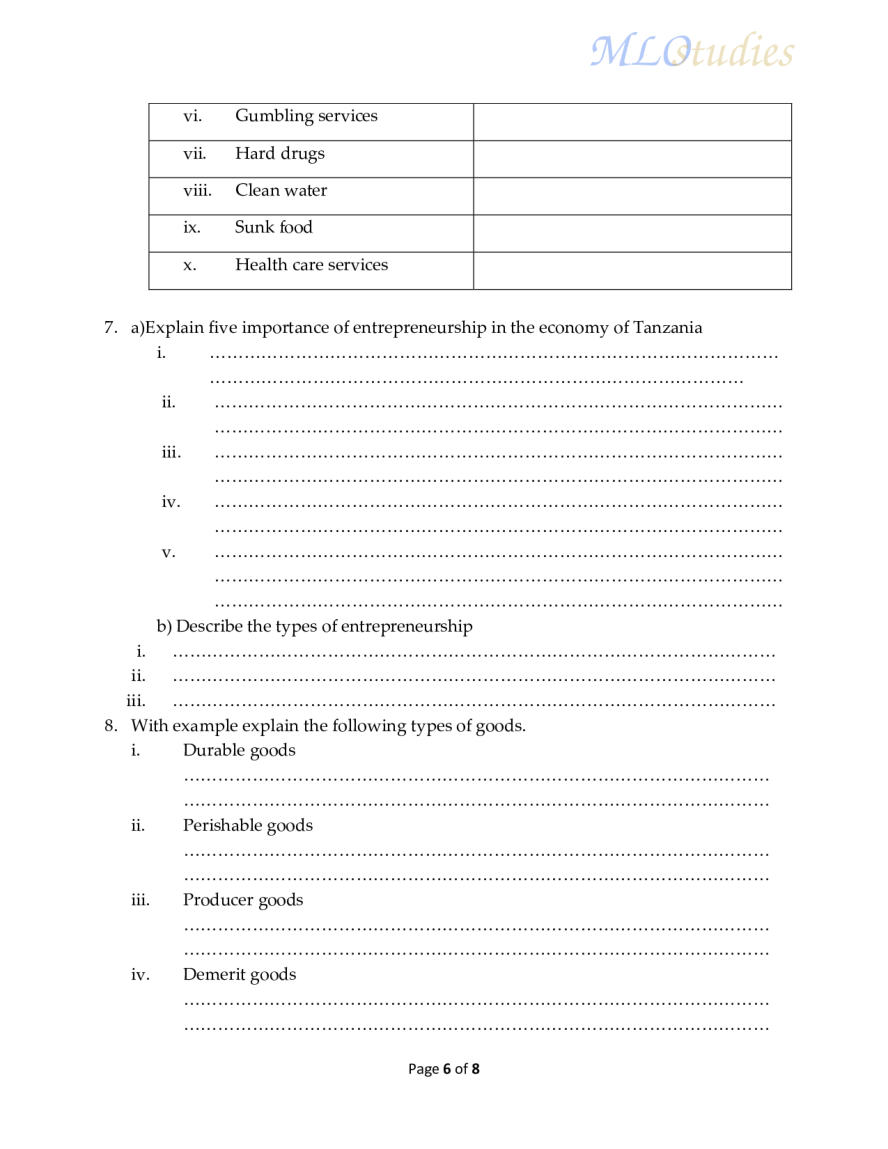 MLOstudies
vi. Gumbling services
vii. Hard drugs
viii. Clean water
ix. Sunk food
x. Health care services
7. a)Explain five importance of entrepreneurship in the economy of Tanzania
i. ………………………………………………………………………………………
…………………………………………………………………………………
ii. ………………………………………………………………………………………
………………………………………………………………………………………
iii. ………………………………………………………………………………………
………………………………………………………………………………………
iv. ………………………………………………………………………………………
………………………………………………………………………………………
v. ………………………………………………………………………………………
………………………………………………………………………………………
………………………………………………………………………………………
b) Describe the types of entrepreneurship
i. ……………………………………………………………………………………………
ii. ……………………………………………………………………………………………
iii. ……………………………………………………………………………………………
8. With example explain the following types of goods.
i. Durable goods
…………………………………………………………………………………………
…………………………………………………………………………………………
ii. Perishable goods
…………………………………………………………………………………………
…………………………………………………………………………………………
iii. Producer goods
…………………………………………………………………………………………
…………………………………………………………………………………………
iv. Demerit goods
…………………………………………………………………………………………
…………………………………………………………………………………………
Page 6 of 8